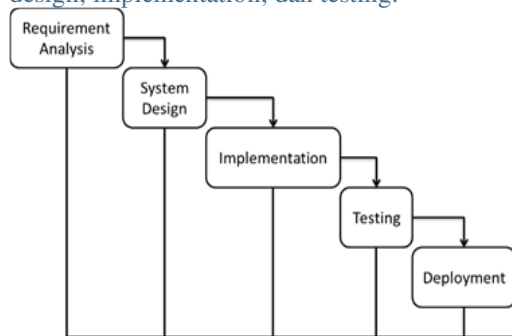 design, implementation, dan testing.
Requirement
Analysis
System
Design
Implementation
Testing
Deployment